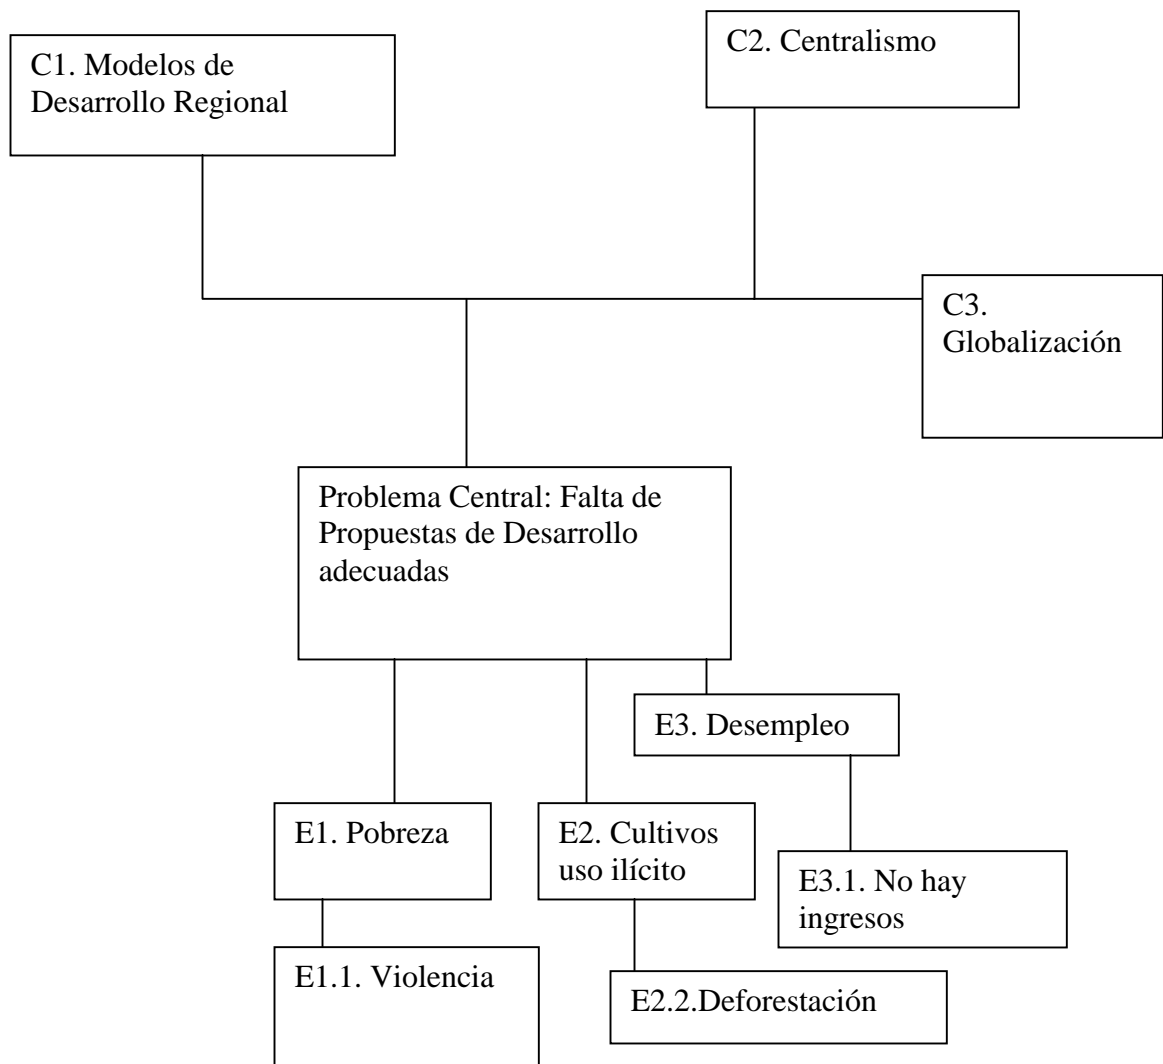 C1. Modelos de
Desarrollo Regional
C2. Centralismo
C3.
Globalización
Problema Central: Falta de
Propuestas de Desarrollo
adecuadas
E3. Desempleo
E1. Pobreza
E2. Cultivos
uso ilícito
E3.1. No hay
ingresos
E1.1. Violencia
E2.2.Deforestación